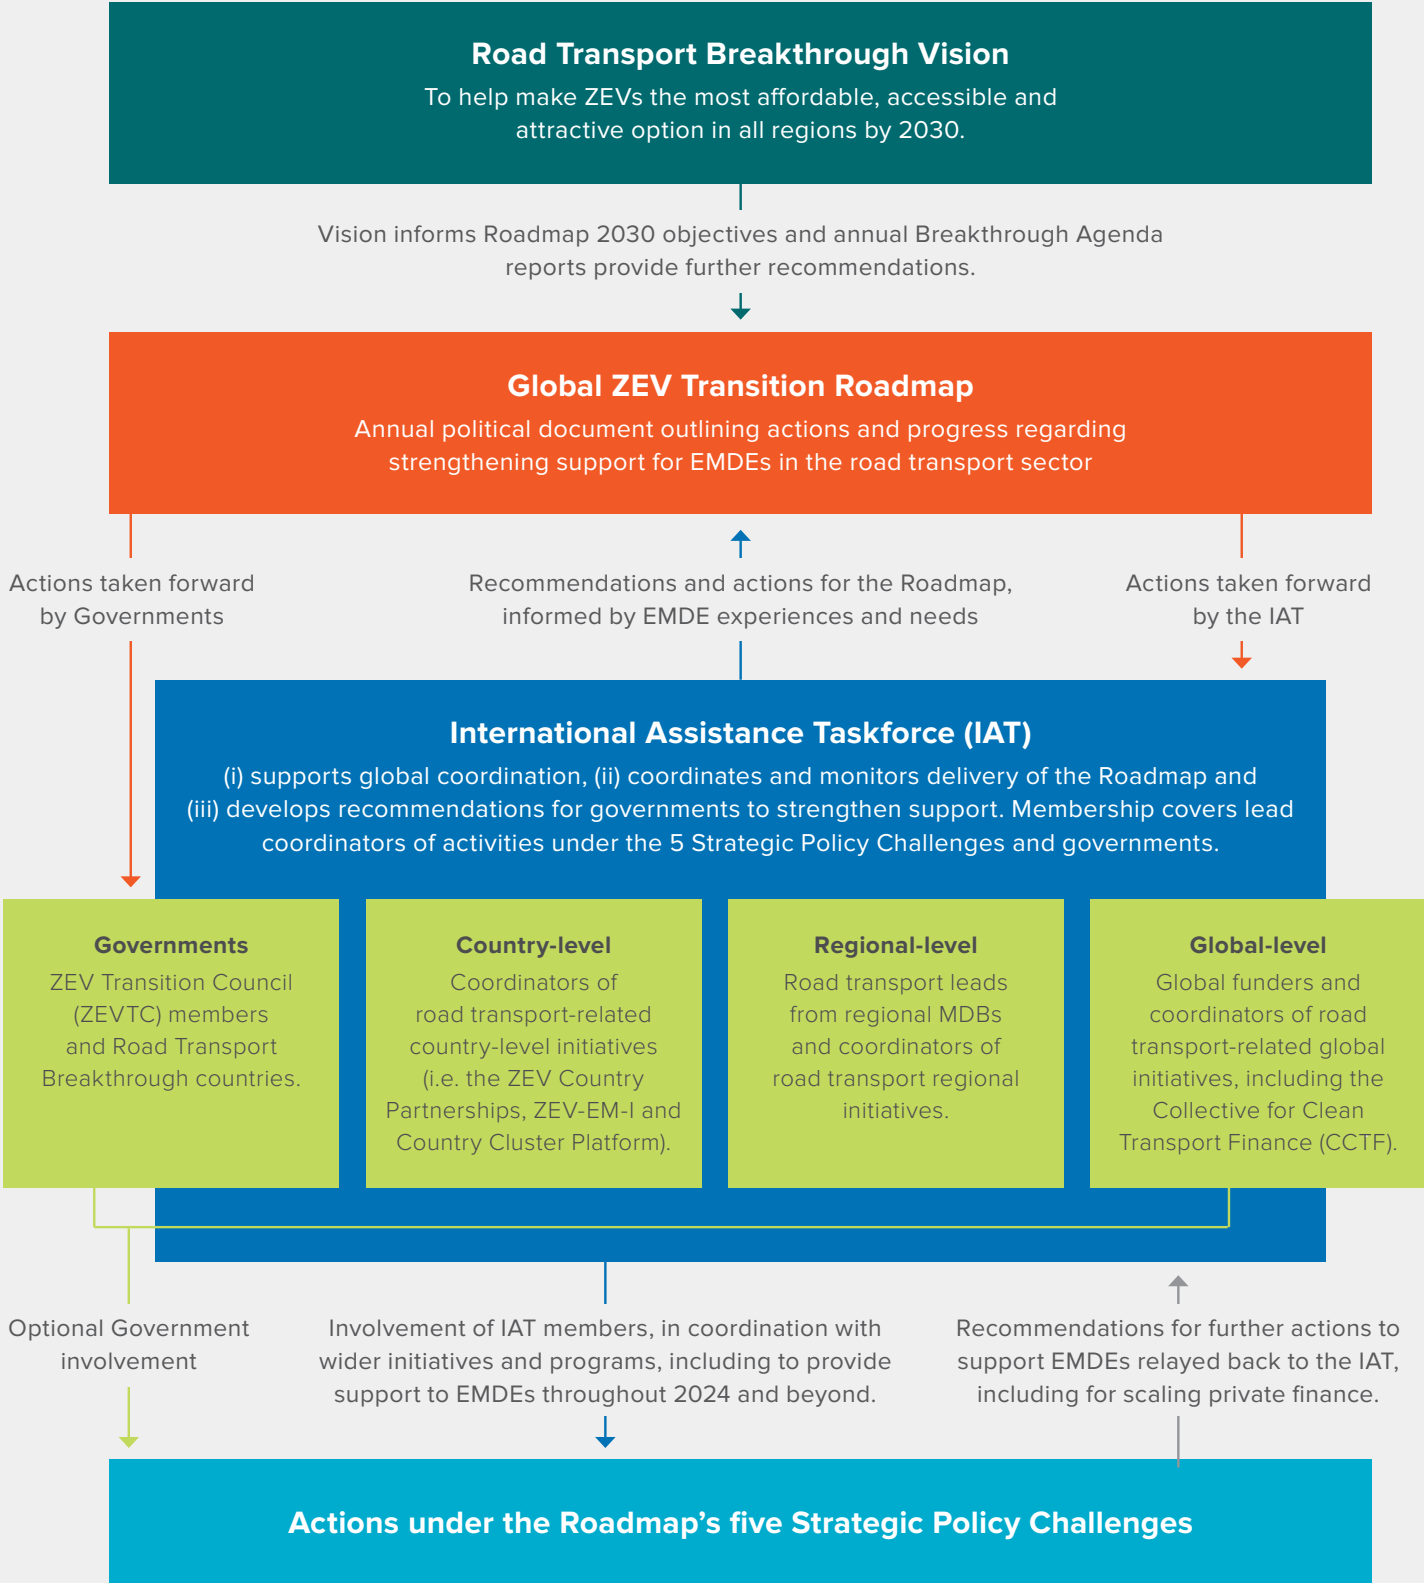 Road Transport Breakthrough Vision
To help make ZEVs the most affordable, accessible and
attractive option in all regions by 2030.
Vision informs Roadmap 2030 objectives and annual Breakthrough Agenda
reports provide further recommendations.
Global ZEV Transition Roadmap
Annual political document outlining actions and progress regarding
strengthening support for EMDEs in the road transport sector
Actions taken forward
by Governments
Recommendations and actions for the Roadmap,
informed by EMDE experiences and needs
Actions taken forward
by the IAT
International Assistance Taskforce (IAT)
(i) supports global coordination, (ii) coordinates and monitors delivery of the Roadmap and
(iii) develops recommendations for governments to strengthen support. Membership covers lead
coordinators of activities under the 5 Strategic Policy Challenges and governments.
Governments
ZEV Transition Council
(ZEVTC) members
and Road Transport
Breakthrough countries.
Country-level
Coordinators of
road transport-related
country-level initiatives
(i.e. the ZEV Country
Partnerships, ZEV-EM-I and
Country Cluster Platform).
Regional-level
Road transport leads
from regional MDBs
and coordinators of
road transport regional
initiatives.
Global-level
Global funders and
coordinators of road
transport-related global
initiatives, including the
Collective for Clean
Transport Finance (CCTF).
Optional Government
involvement
Involvement of IAT members, in coordination with
wider initiatives and programs, including to provide
support to EMDEs throughout 2024 and beyond.
Recommendations for further actions to
support EMDEs relayed back to the IAT,
including for scaling private finance.
Actions under the Roadmap's five Strategic Policy Challenges